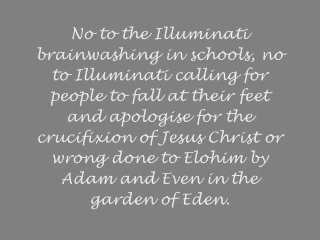 No to the Illuminati
brainwashing in schools, no
to Illuminati calling for
people to fall at their feet
and apologise for the
crucifixion of Jesus Christ or
wrong done to Elohim by
Adam and Even in the
garden of Eden.